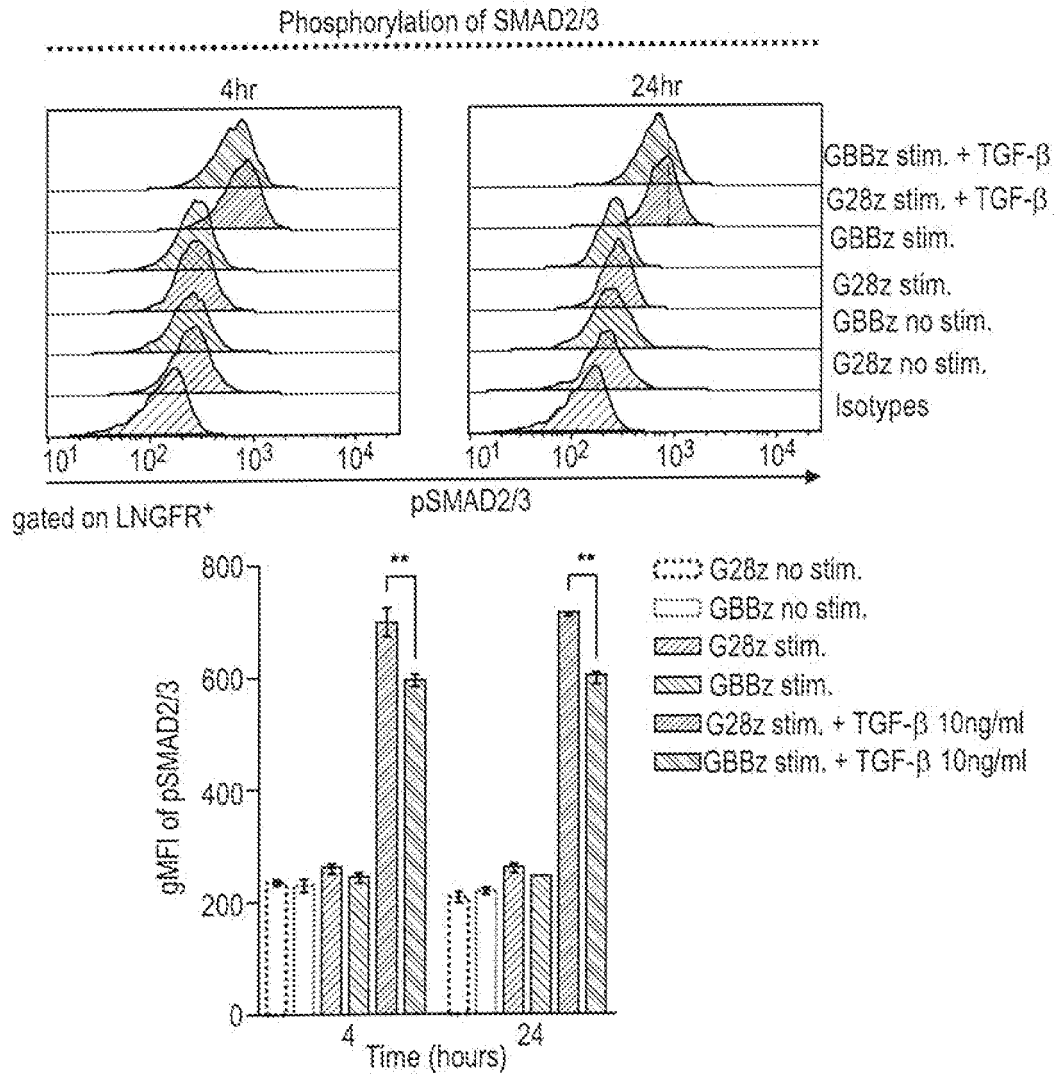 Phosphorylation of SMAD2/3
4hr
24hr
GBBz stim. + TGF-β
G28z stim. + TGF-β
GBBz stim.
G28z stim.
GBBz no stim.
G28z no stim.
Isotypes
10¹ 10² 10³ 10⁴
10¹ 10² 10³ 10⁴
pSMAD2/3
gated on LNGFR⁺
gMFI of pSMAD2/3
800
600
400
200
0
**
**
4
24
Time (hours)
G28z no stim.
GBBz no stim.
G28z stim.
GBBz stim.
G28z stim. + TGF-β 10ng/ml
GBBz stim. + TGF-β 10ng/ml